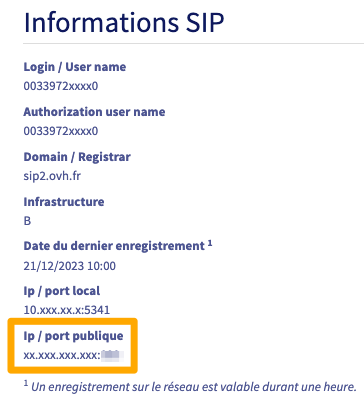 Informations SIP
Login / User name
0033972xxxx0
Authorization user name
0033972xxxx0
Domain / Registrar
sip2.ovh.fr
Infrastructure
B
Date du dernier enregistrement 1
21/12/2023 10:00
Ip / port local
10.xxx.xx.x:5341
Ip / port publique
xx.xxx.xxx.xxx:
1 Un enregistrement sur le réseau est valable durant une heure.